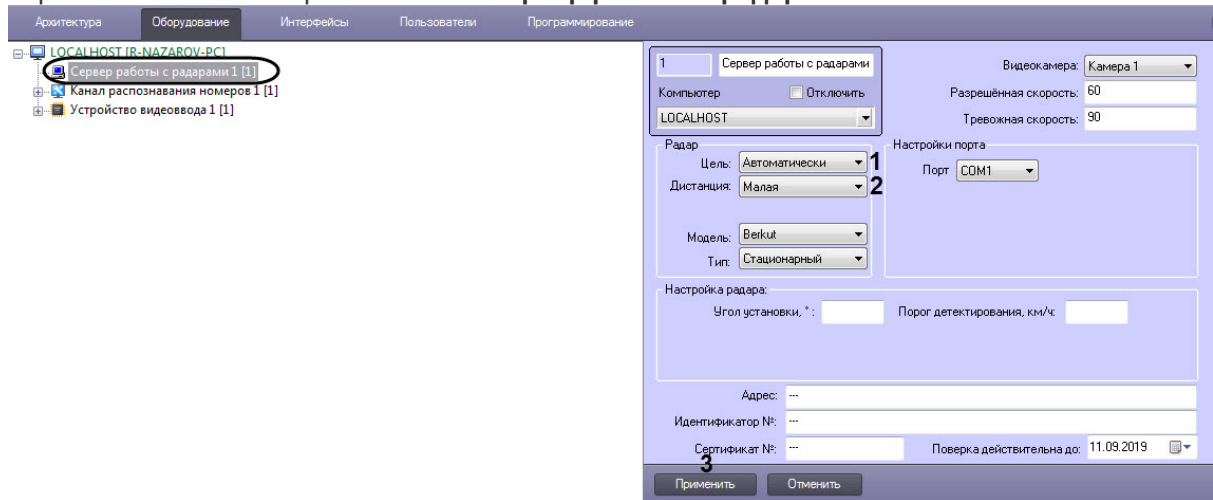 Архитектура Оборудование Интерфейсы Пользователи Программирование
LOCALHOST [R-NAZAROV-PC]
Сервер работы с радарами 1 [1]
Канал распознавания номеров 1 [1]
Устройство видеоввода 1 [1]
1 Сервер работы с радарами
Компьютер Отключить
LOCALHOST
Видеокамера: Камера 1
Разрешённая скорость: 60
Тревожная скорость: 90
Радар
Цель: Автоматически 1
Дистанция: Малая 2
Модель: Berkut
Тип: Стационарный
Настройки порта
Порт COM1
Настройка радара:
Угол установки, ° : Порог детектирования, км/ч:
Адрес: ---
Идентификатор №: ---
Сертификат №: --- Поверка действительна до: 11.09.2019
3
Применить Отменить